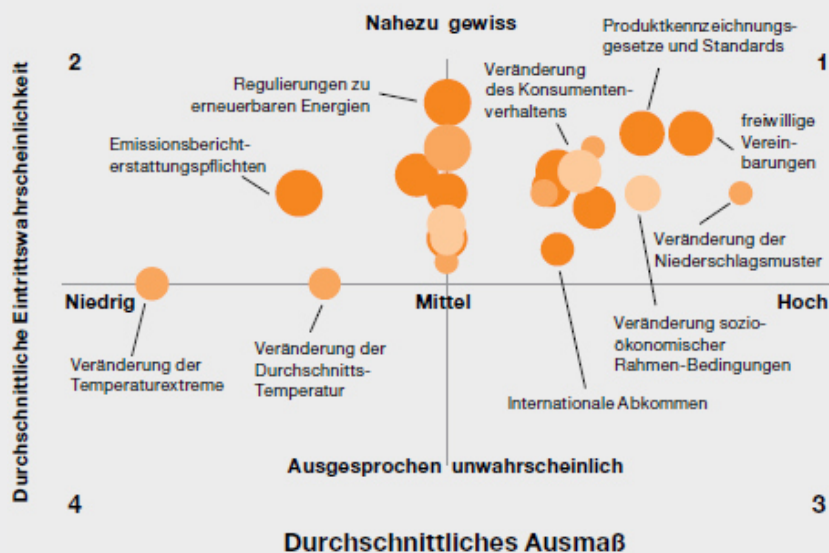 Nahezu gewiss
Produktkennzeichnungs-
gesetze und Standards
2
1
Regulierungen zu
erneuerbaren Energien
Veränderung
des Konsumenten-
verhaltens
freiwillige
Verein-
barungen
Emissionsbericht-
erstattungspflichten
Durchschnittliche Eintrittswahrscheinlichkeit
Veränderung der
Niederschlagsmuster
Niedrig
Mittel
Hoch
Veränderung der
Temperaturextreme
Veränderung der
Durchschnitts-
Temperatur
Veränderung sozio-
ökonomischer
Rahmen-Bedingungen
Internationale Abkommen
Ausgesprochen unwahrscheinlich
4
3
Durchschnittliches Ausmaß